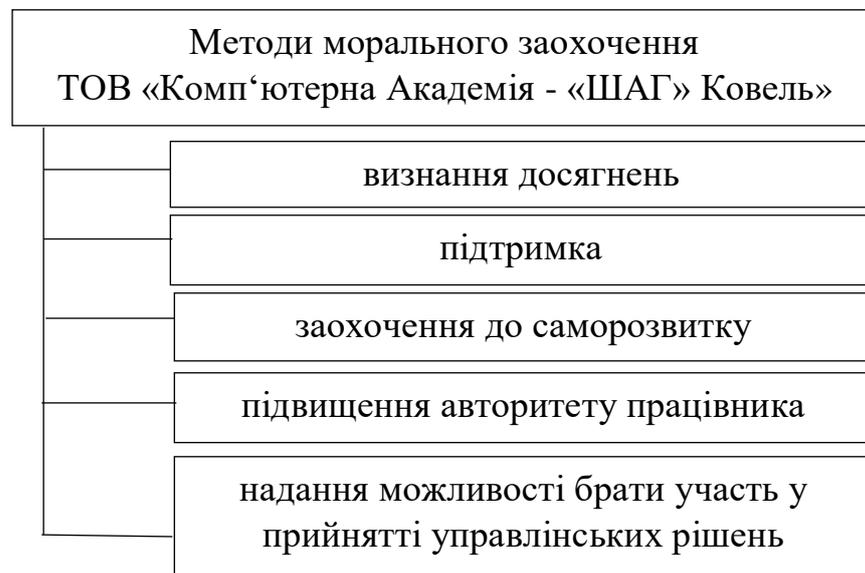 Методи морального заохочення
ТОВ «Комп‘ютерна Академія - «ШАГ» Ковель»
визнання досягнень
підтримка
заохочення до саморозвитку
підвищення авторитету працівника
надання можливості брати участь у
прийнятті управлінських рішень